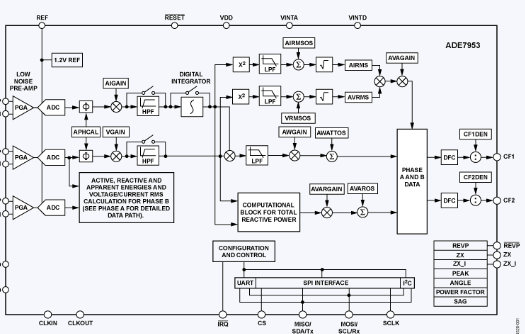 REF
RESET
VDD
VINTA
VINTD
ADE7953
1.2V REF
LOW
NOISE
PRE-AMP
PGA
ADC
Φ
AIGAIN
HPF
DIGITAL
INTEGRATOR
∫
X²
LPF
AIRMSOS
Σ
√
AIRMS
AVAGAIN
X²
LPF
Σ
√
AVRMS
VRMSOS
APHCAL
VGAIN
PGA
ADC
Φ
HPF
LPF
AWGAIN
AWATTOS
Σ
PGA
ADC
ACTIVE, REACTIVE AND
APPARENT ENERGIES AND
VOLTAGE/CURRENT RMS
CALCULATION FOR PHASE B
(SEE PHASE A FOR DETAILED
DATA PATH).
COMPUTATIONAL
BLOCK FOR TOTAL
REACTIVE POWER
AVARGAIN
AVAROS
Σ
PHASE
A AND B
DATA
CF1DEN
DFC
CF1
CF2DEN
DFC
CF2
CONFIGURATION
AND CONTROL
UART
SPI INTERFACE
I²C
REVP
ZX
ZX_I
PEAK
ANGLE
POWER FACTOR
SAG
REVP
ZX
ZX_I
CLKIN
CLKOUT
IRQ
CS
MISO/
SDA/Tx
MOSI/
SCL/Rx
SCLK